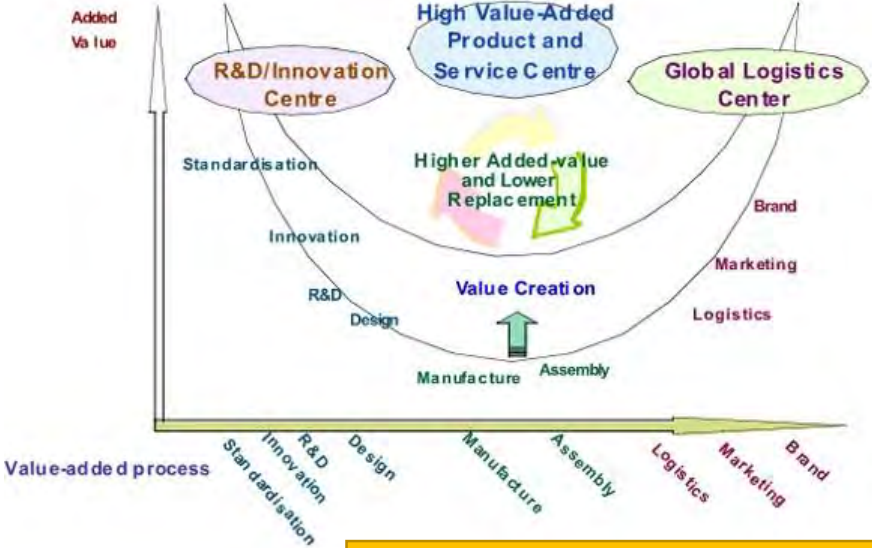 Added
Value
R&D/Innovation
Centre
High Value-Added
Product and
Service Centre
Global Logistics
Center
Higher Added-value
and Lower
Replacement
Standardisation
Innovation
R&D
Design
Manufacture
Assembly
Value Creation
Brand
Marketing
Logistics
Value-added process
Standardisation
Innovation
R&D
Design
Manufacture
Assembly
Logistics
Marketing
Brand